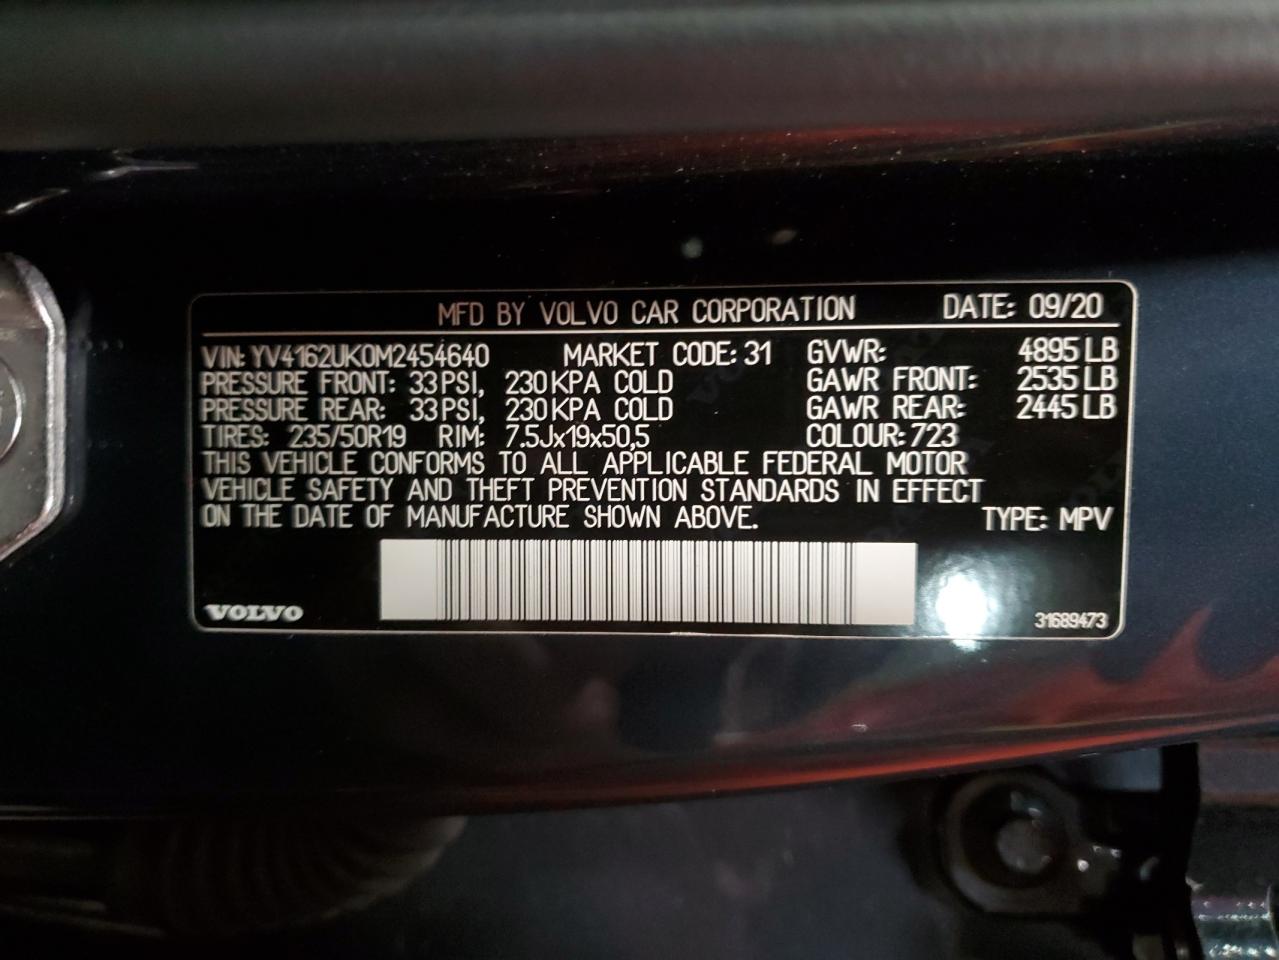 MFD BY VOLVO CAR CORPORATION DATE: 09/20
VIN: YV4162UK0M2454640 MARKET CODE: 31 GVWR: 4895 LB
PRESSURE FRONT: 33 PSI, 230 KPA COLD GAWR FRONT: 2535 LB
PRESSURE REAR: 33 PSI, 230 KPA COLD GAWR REAR: 2445 LB
TIRES: 235/50R19 RIM: 7.5Jx19x50,5 COLOUR: 723
THIS VEHICLE CONFORMS TO ALL APPLICABLE FEDERAL MOTOR
VEHICLE SAFETY AND THEFT PREVENTION STANDARDS IN EFFECT
ON THE DATE OF MANUFACTURE SHOWN ABOVE. TYPE: MPV
VOLVO 31689473